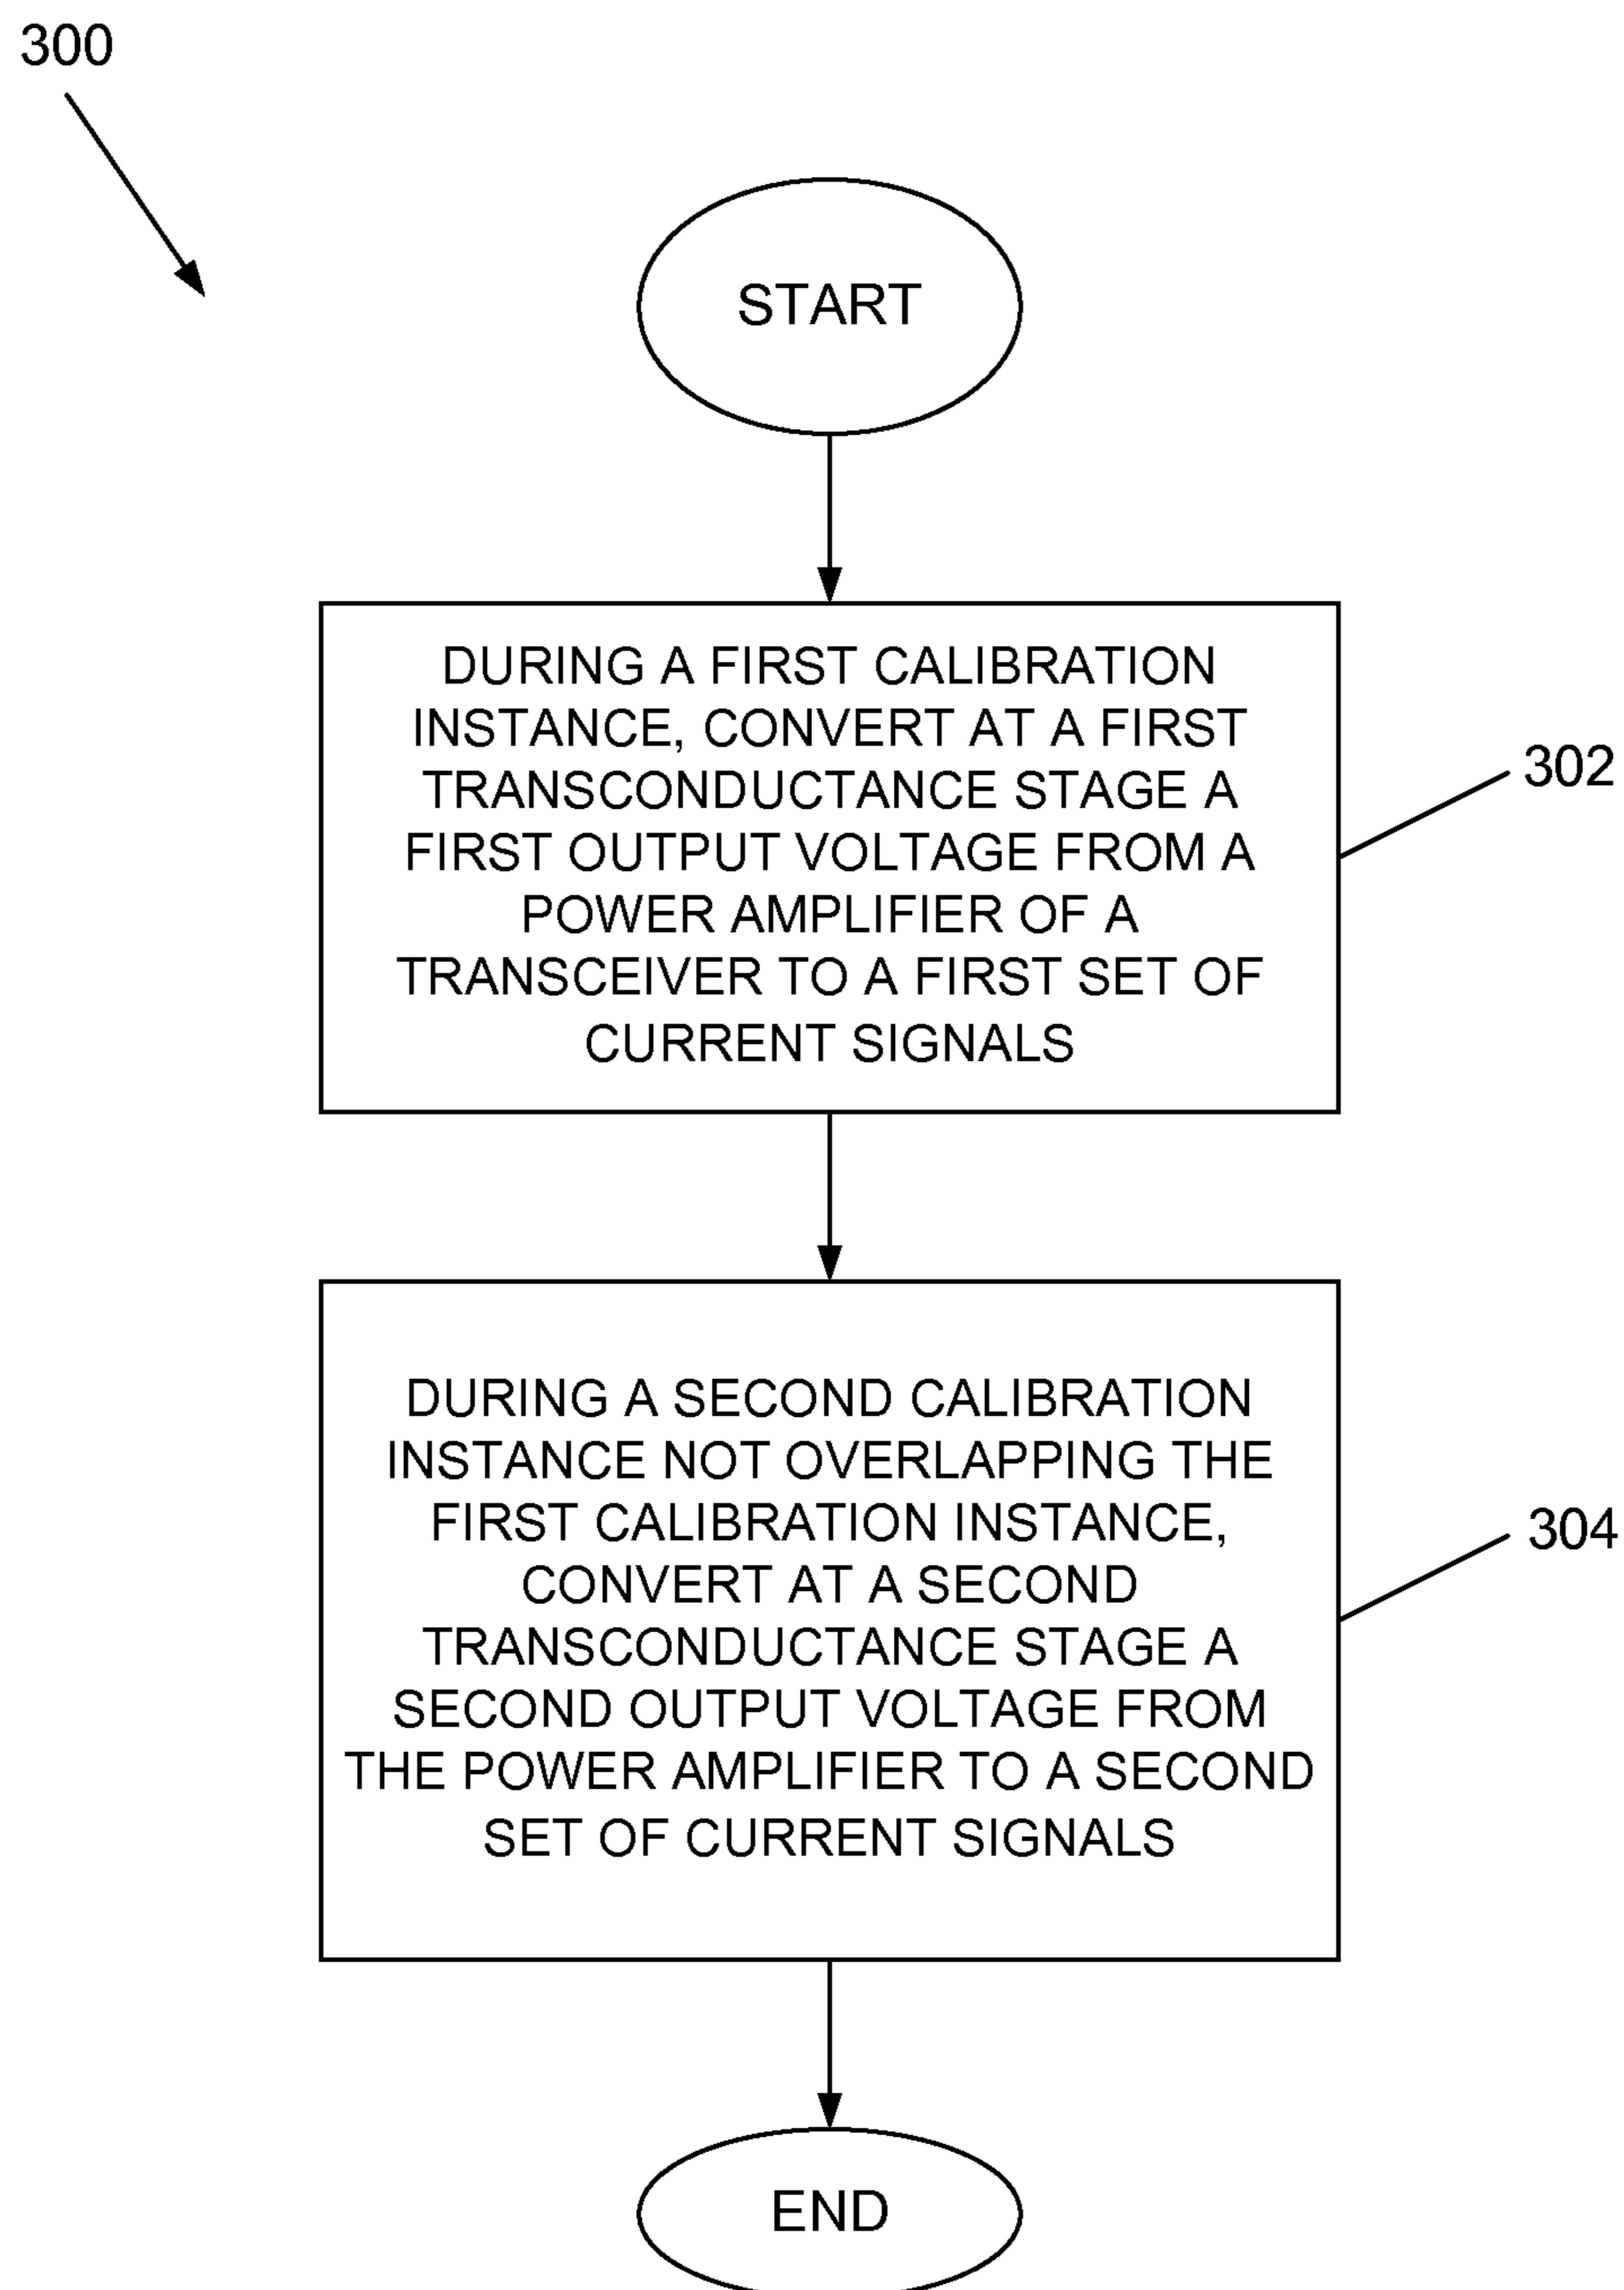 300
START
DURING A FIRST CALIBRATION
INSTANCE, CONVERT AT A FIRST
TRANSCONDUCTANCE STAGE A
FIRST OUTPUT VOLTAGE FROM A
POWER AMPLIFIER OF A
TRANSCEIVER TO A FIRST SET OF
CURRENT SIGNALS
302
DURING A SECOND CALIBRATION
INSTANCE NOT OVERLAPPING THE
FIRST CALIBRATION INSTANCE,
CONVERT AT A SECOND
TRANSCONDUCTANCE STAGE A
SECOND OUTPUT VOLTAGE FROM
THE POWER AMPLIFIER TO A SECOND
SET OF CURRENT SIGNALS
304
END